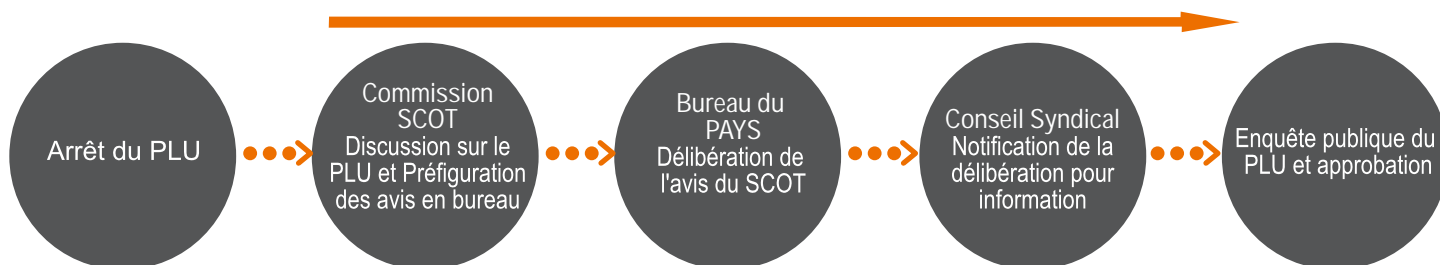 Arrêt du PLU
Commission
SCOT
Discussion sur le
PLU et Préfiguration
des avis en bureau
Bureau du
PAYS
Délibération de
l'avis du SCOT
Conseil Syndical
Notification de la
délibération pour
information
Enquête publique du
PLU et approbation